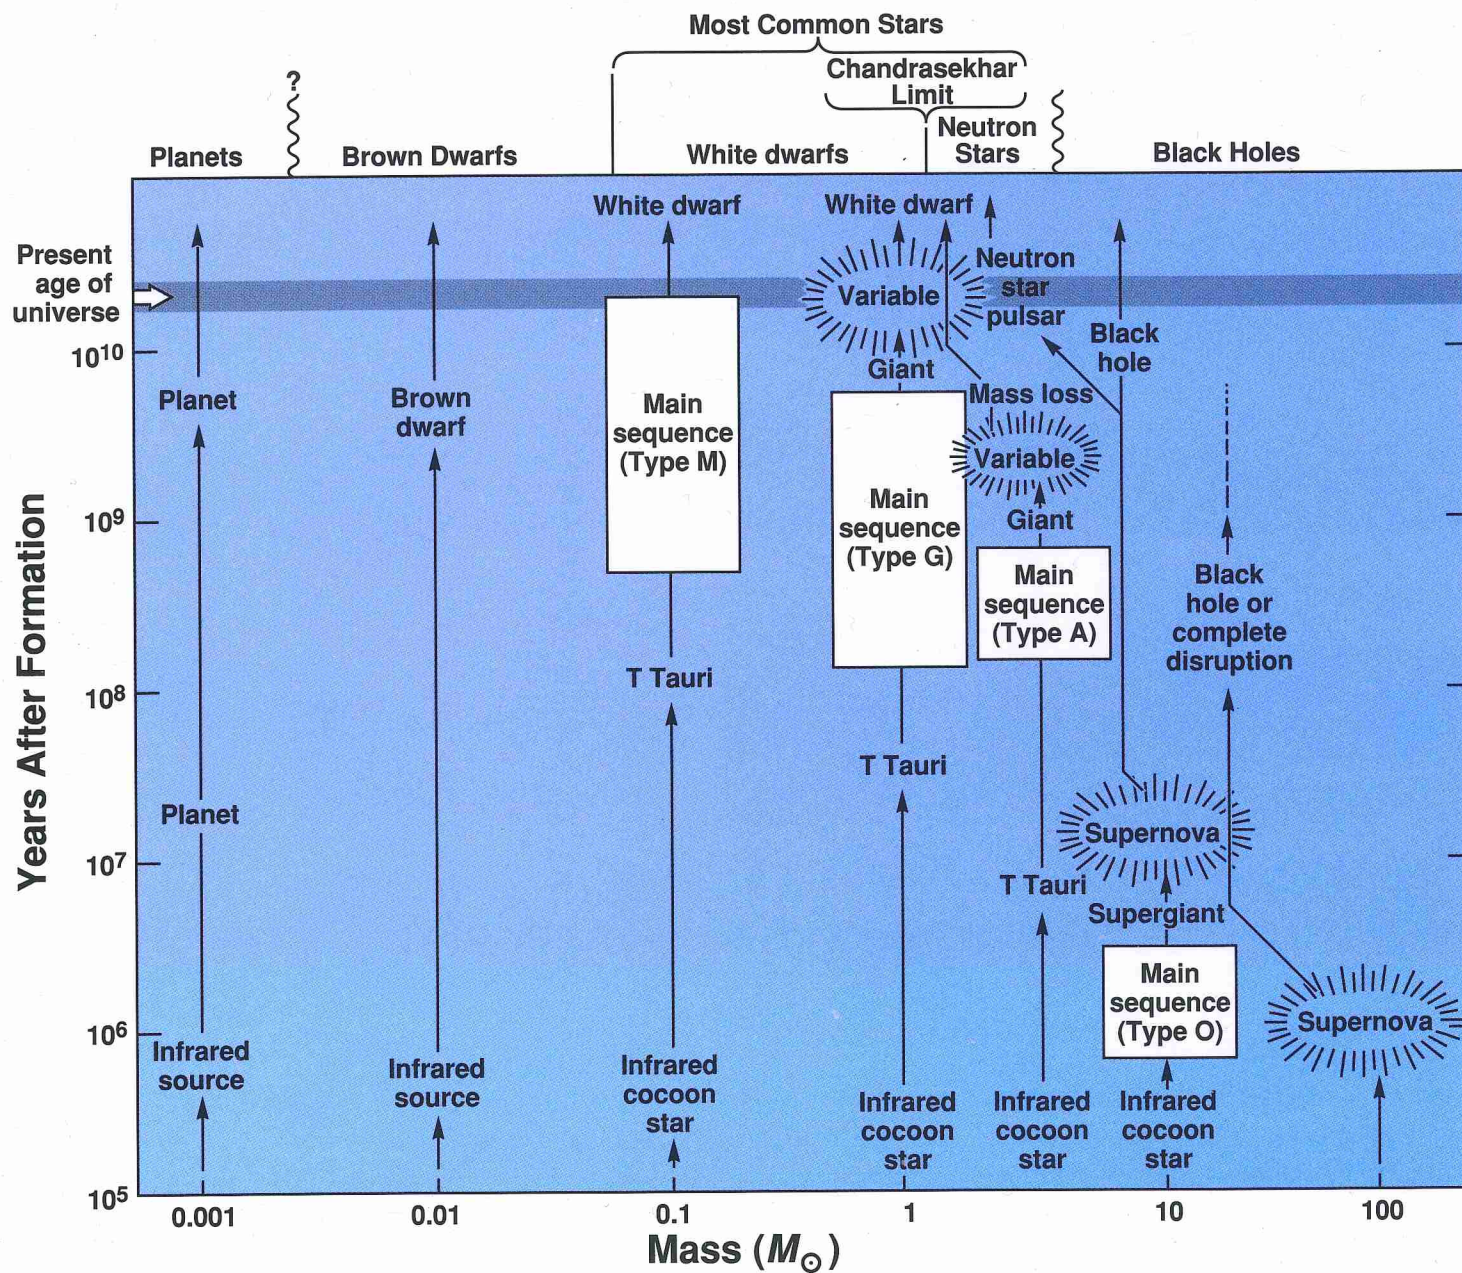 Most Common Stars
Chandrasekhar
Limit
?
Planets
Brown Dwarfs
White dwarfs
Neutron
Stars
Black Holes
White dwarf
White dwarf
Present
age of
universe
Variable
Neutron
star
pulsar
Black
hole
10¹⁰
Giant
Planet
Brown
dwarf
Main
sequence
(Type M)
Mass loss
Variable
Main
sequence
(Type G)
Giant
10⁹
Main
sequence
(Type A)
Black
hole or
complete
disruption
T Tauri
10⁸
T Tauri
Planet
Supernova
10⁷
T Tauri
Supergiant
Main
sequence
(Type O)
Supernova
10⁶
Infrared
source
Infrared
source
Infrared
cocoon
star
Infrared
cocoon
star
Infrared
cocoon
star
Infrared
cocoon
star
10⁵
Years After Formation
0.001
0.01
0.1
1
10
100
Mass (M☉)